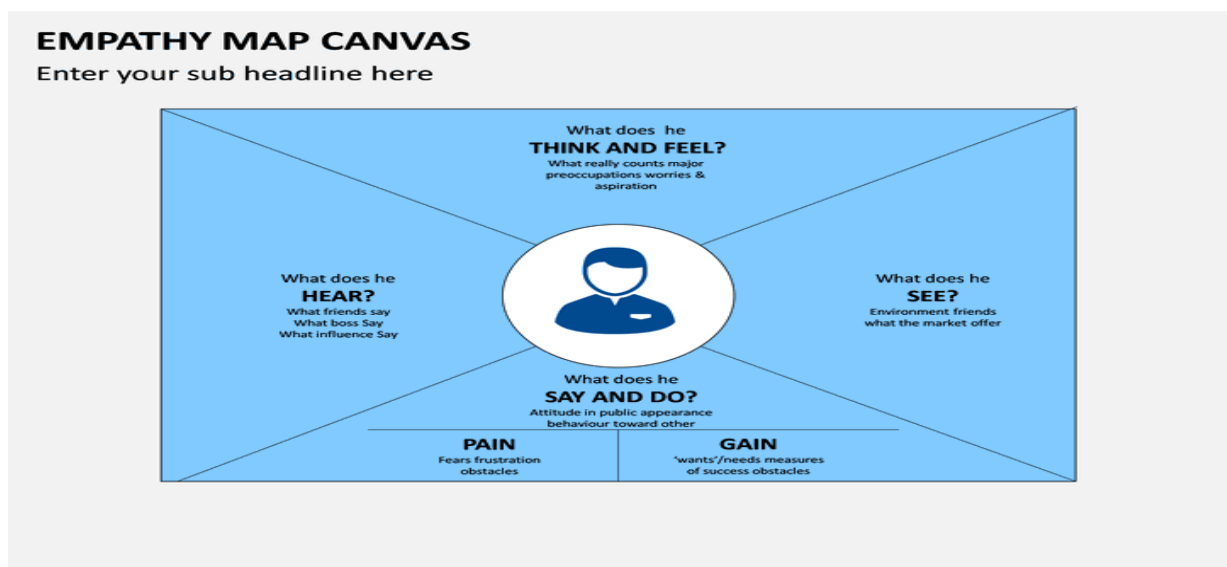 EMPATHY MAP CANVAS
Enter your sub headline here
What does he
THINK AND FEEL?
What really counts major
preoccupations worries &
aspiration
What does he
HEAR?
What friends say
What boss Say
What influence Say
What does he
SEE?
Environment friends
what the market offer
What does he
SAY AND DO?
Attitude in public appearance
behaviour toward other
PAIN
Fears frustration
obstacles
GAIN
‘wants’/needs measures
of success obstacles